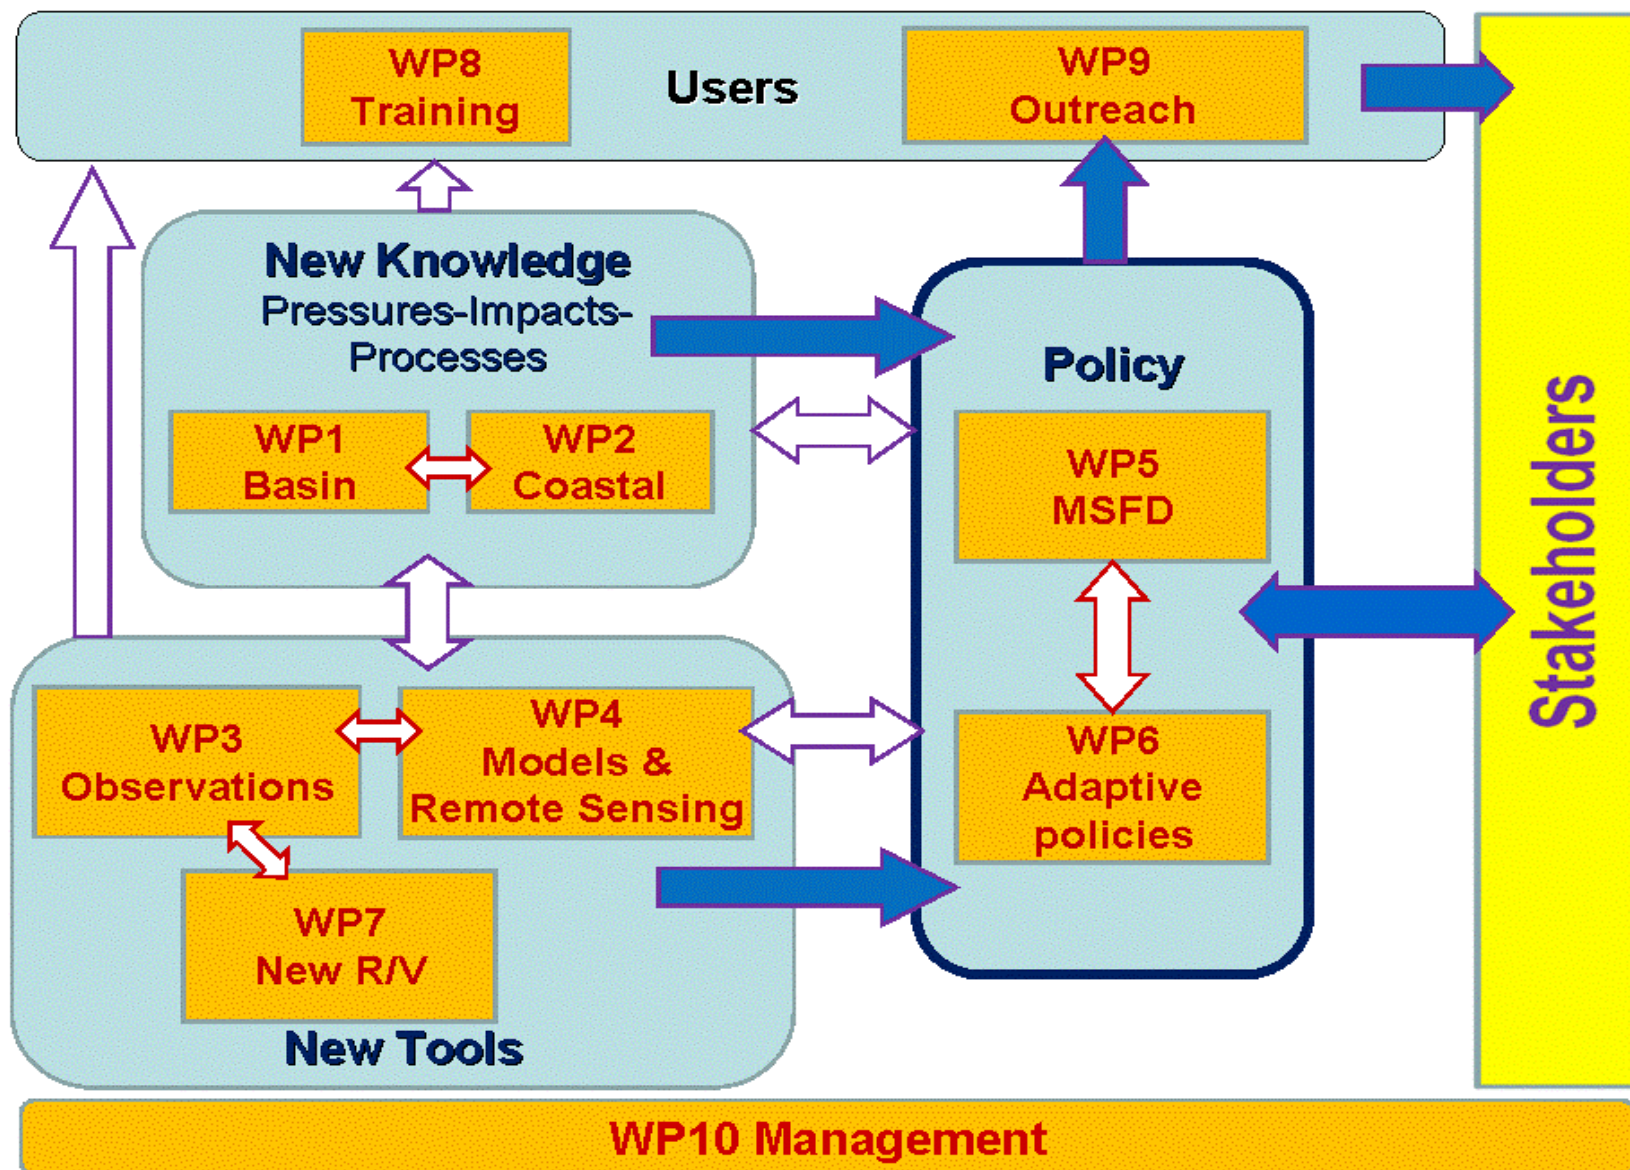 WP8
Training
Users
WP9
Outreach
New Knowledge
Pressures-Impacts-
Processes
WP1
Basin
WP2
Coastal
Policy
WP5
MSFD
WP6
Adaptive
policies
WP3
Observations
WP4
Models &
Remote Sensing
WP7
New R/V
New Tools
Stakeholders
WP10 Management